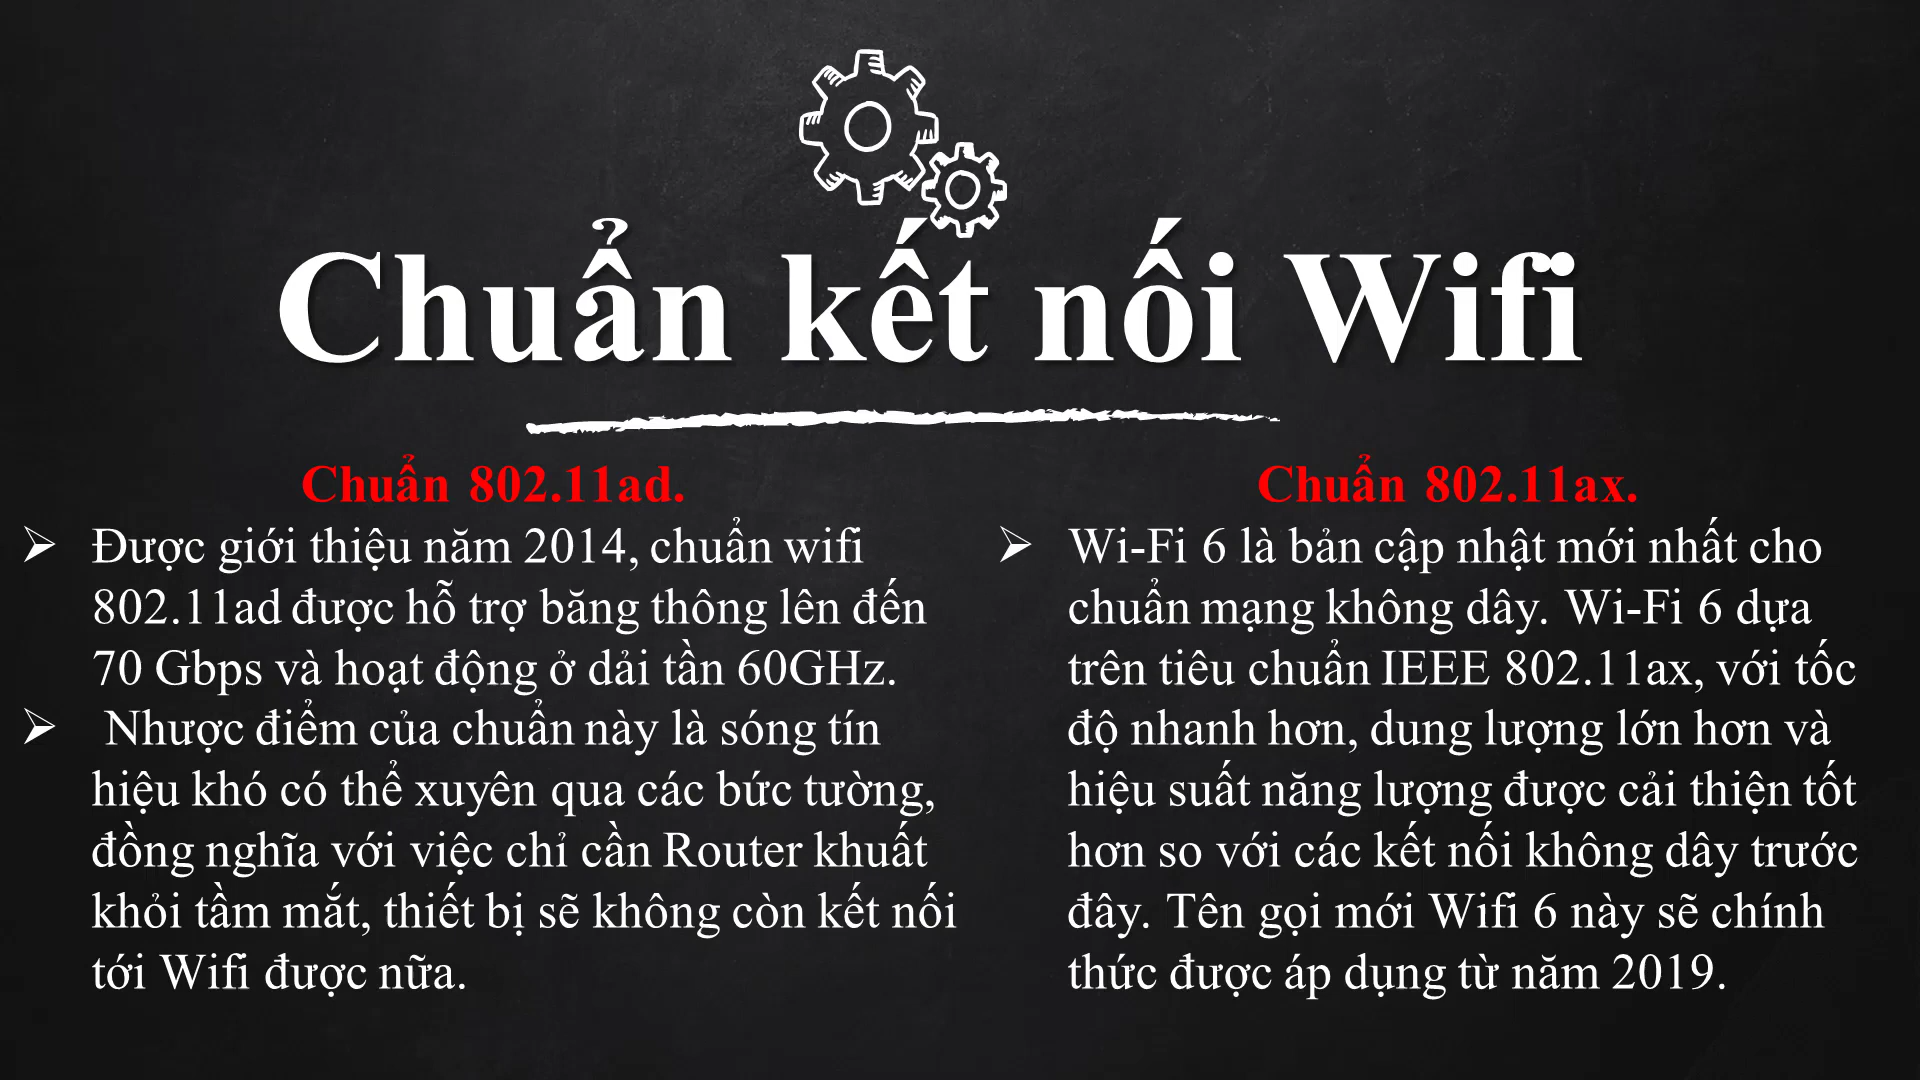 Chuẩn kết nối Wifi
Chuẩn 802.11ad.
Được giới thiệu năm 2014, chuẩn wifi
802.11ad được hỗ trợ băng thông lên đến
70 Gbps và hoạt động ở dải tần 60GHz.
Nhược điểm của chuẩn này là sóng tín
hiệu khó có thể xuyên qua các bức tường,
đồng nghĩa với việc chỉ cần Router khuất
khỏi tầm mắt, thiết bị sẽ không còn kết nối
tới Wifi được nữa.
Chuẩn 802.11ax.
Wi-Fi 6 là bản cập nhật mới nhất cho
chuẩn mạng không dây. Wi-Fi 6 dựa
trên tiêu chuẩn IEEE 802.11ax, với tốc
độ nhanh hơn, dung lượng lớn hơn và
hiệu suất năng lượng được cải thiện tốt
hơn so với các kết nối không dây trước
đây. Tên gọi mới Wifi 6 này sẽ chính
thức được áp dụng từ năm 2019.